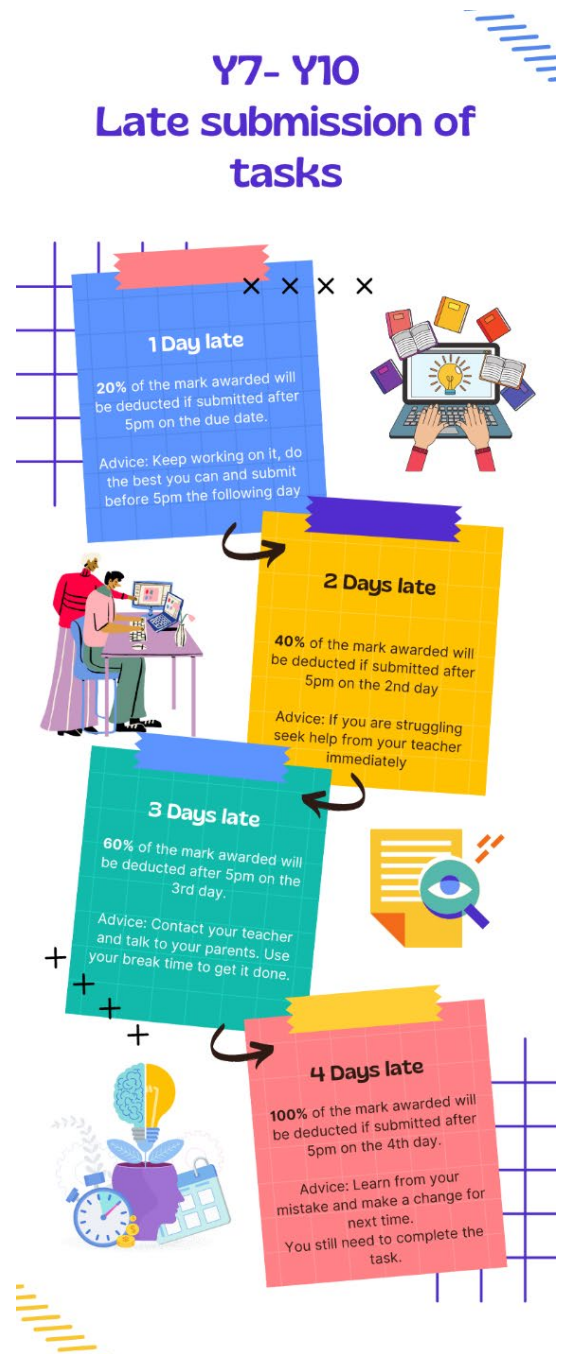 Y7- Y10
Late submission of
tasks
1 Day late
20% of the mark awarded will
be deducted if submitted after
5pm on the due date.
Advice: Keep working on it, do
the best you can and submit
before 5pm the following day
2 Days late
40% of the mark awarded will
be deducted if submitted after
5pm on the 2nd day
Advice: If you are struggling
seek help from your teacher
immediately
3 Days late
60% of the mark awarded will
be deducted after 5pm on the
3rd day.
Advice: Contact your teacher
and talk to your parents. Use
your break time to get it done.
4 Days late
100% of the mark awarded will
be deducted if submitted after
5pm on the 4th day.
Advice: Learn from your
mistake and make a change for
next time.
You still need to complete the
task.